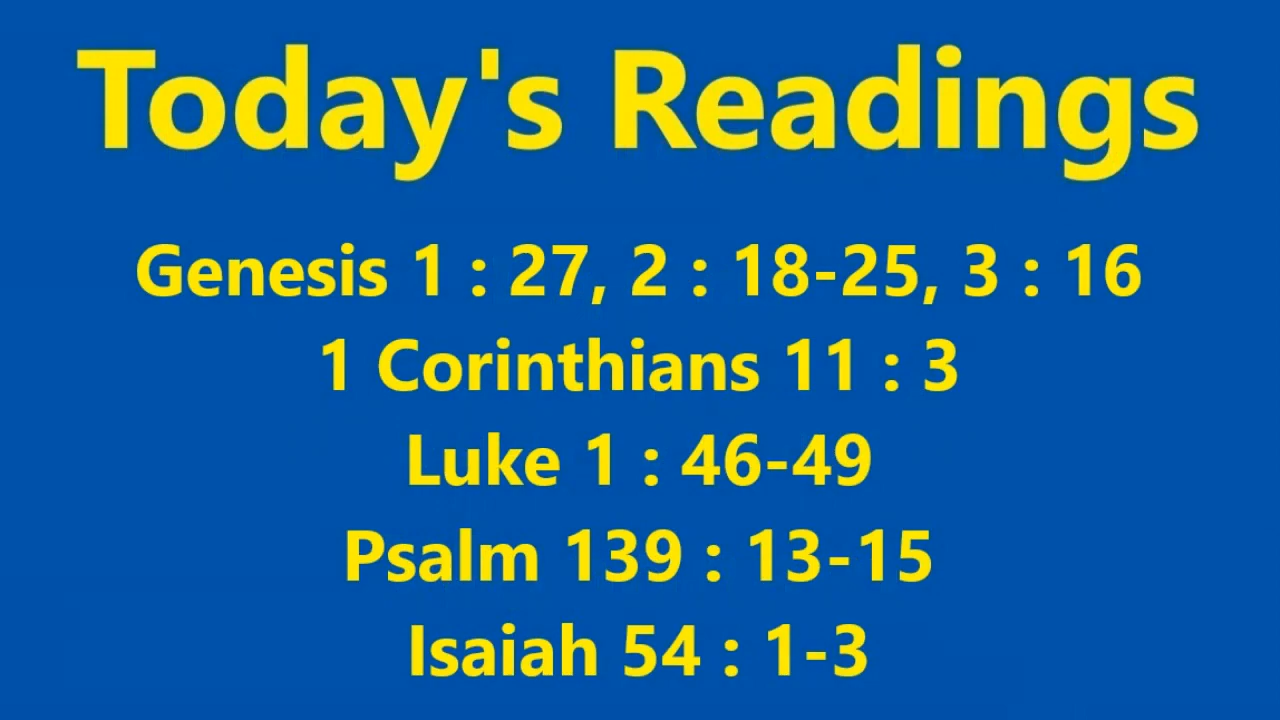 Today's Readings
Genesis 1 : 27, 2 : 18-25, 3 : 16
1 Corinthians 11 : 3
Luke 1 : 46-49
Psalm 139 : 13-15
Isaiah 54 : 1-3